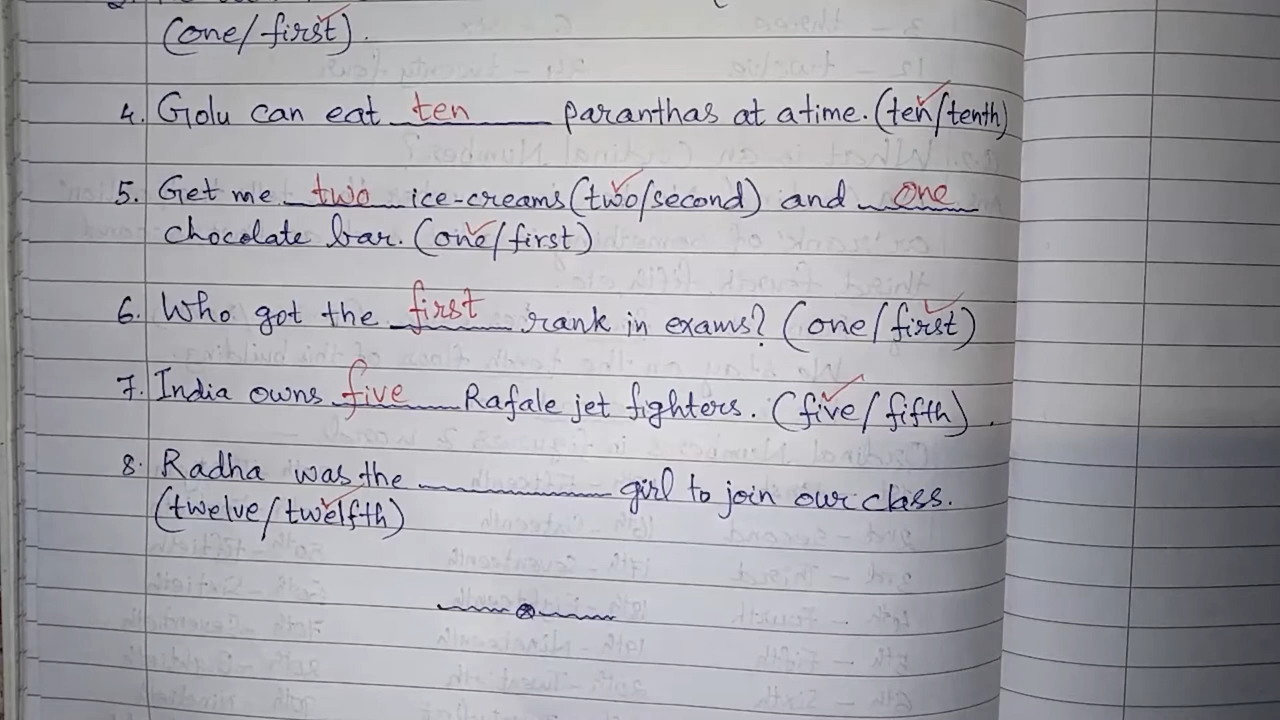 (one/first).
4. Golu can eat ten paranthas at a time. (ten/tenth)
5. Get me two ice-creams (two/second) and one
chocolate bar. (one/first)
6. Who got the first rank in exams? (one/first)
7. India owns five Rafale jet fighters. (five/fifth).
8. Radha was the ________ girl to join our class.
(twelve/twelfth)